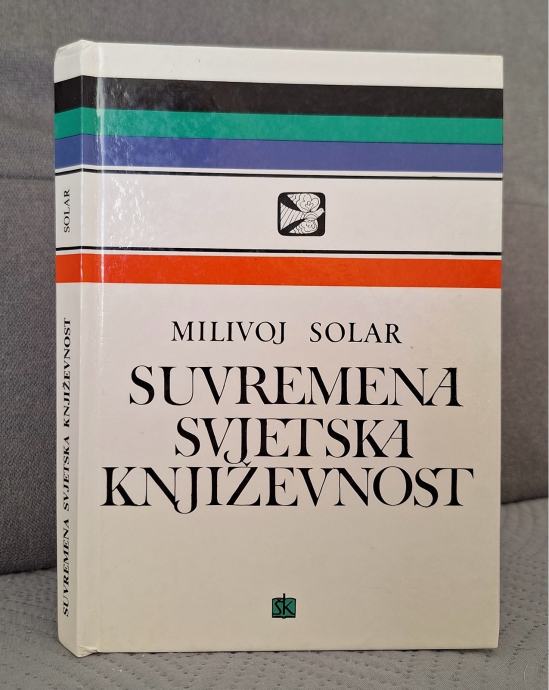 MILIVOJ SOLAR
SUVREMENA
SVJETSKA
KNJIŽEVNOST
ŠK
SUVREMENA SVJETSKA KNJIŽEVNOST
SOLAR